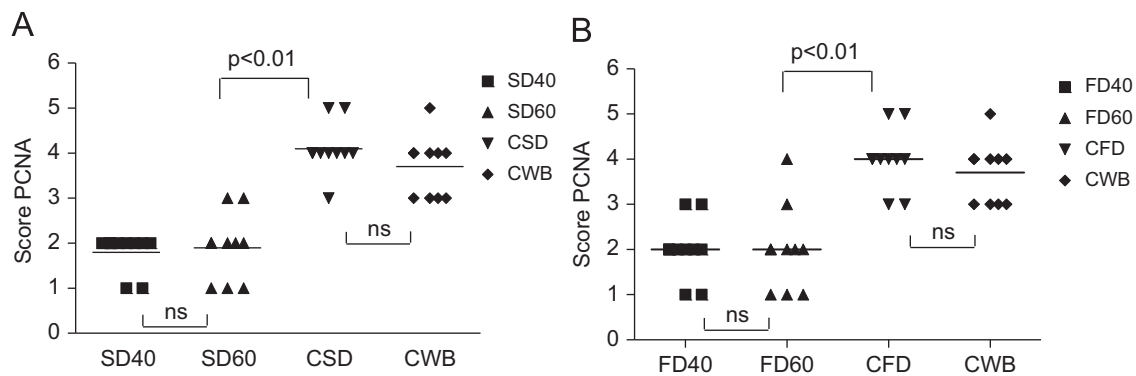 A
Score PCNA
6
5
4
3
2
1
0
p<0.01
ns
ns
SD40
SD60
CSD
CWB
SD40
SD60
CSD
CWB
B
Score PCNA
6
5
4
3
2
1
0
p<0.01
ns
ns
FD40
FD60
CFD
CWB
FD40
FD60
CFD
CWB